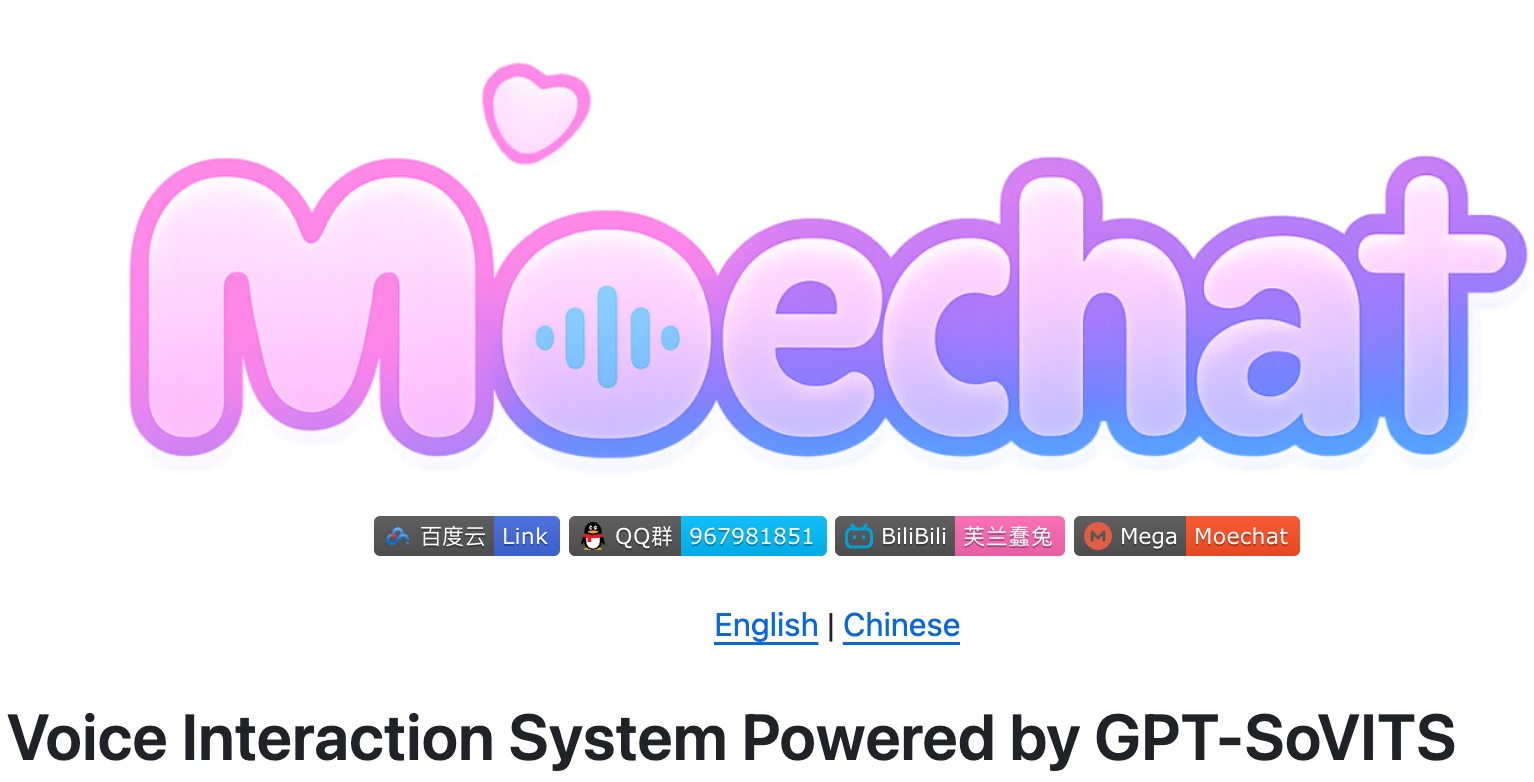 Moechat
百度云 Link QQ群 967981851 BiliBili 芙兰蠢兔 Mega Moechat
English | Chinese
Voice Interaction System Powered by GPT-SoVITS